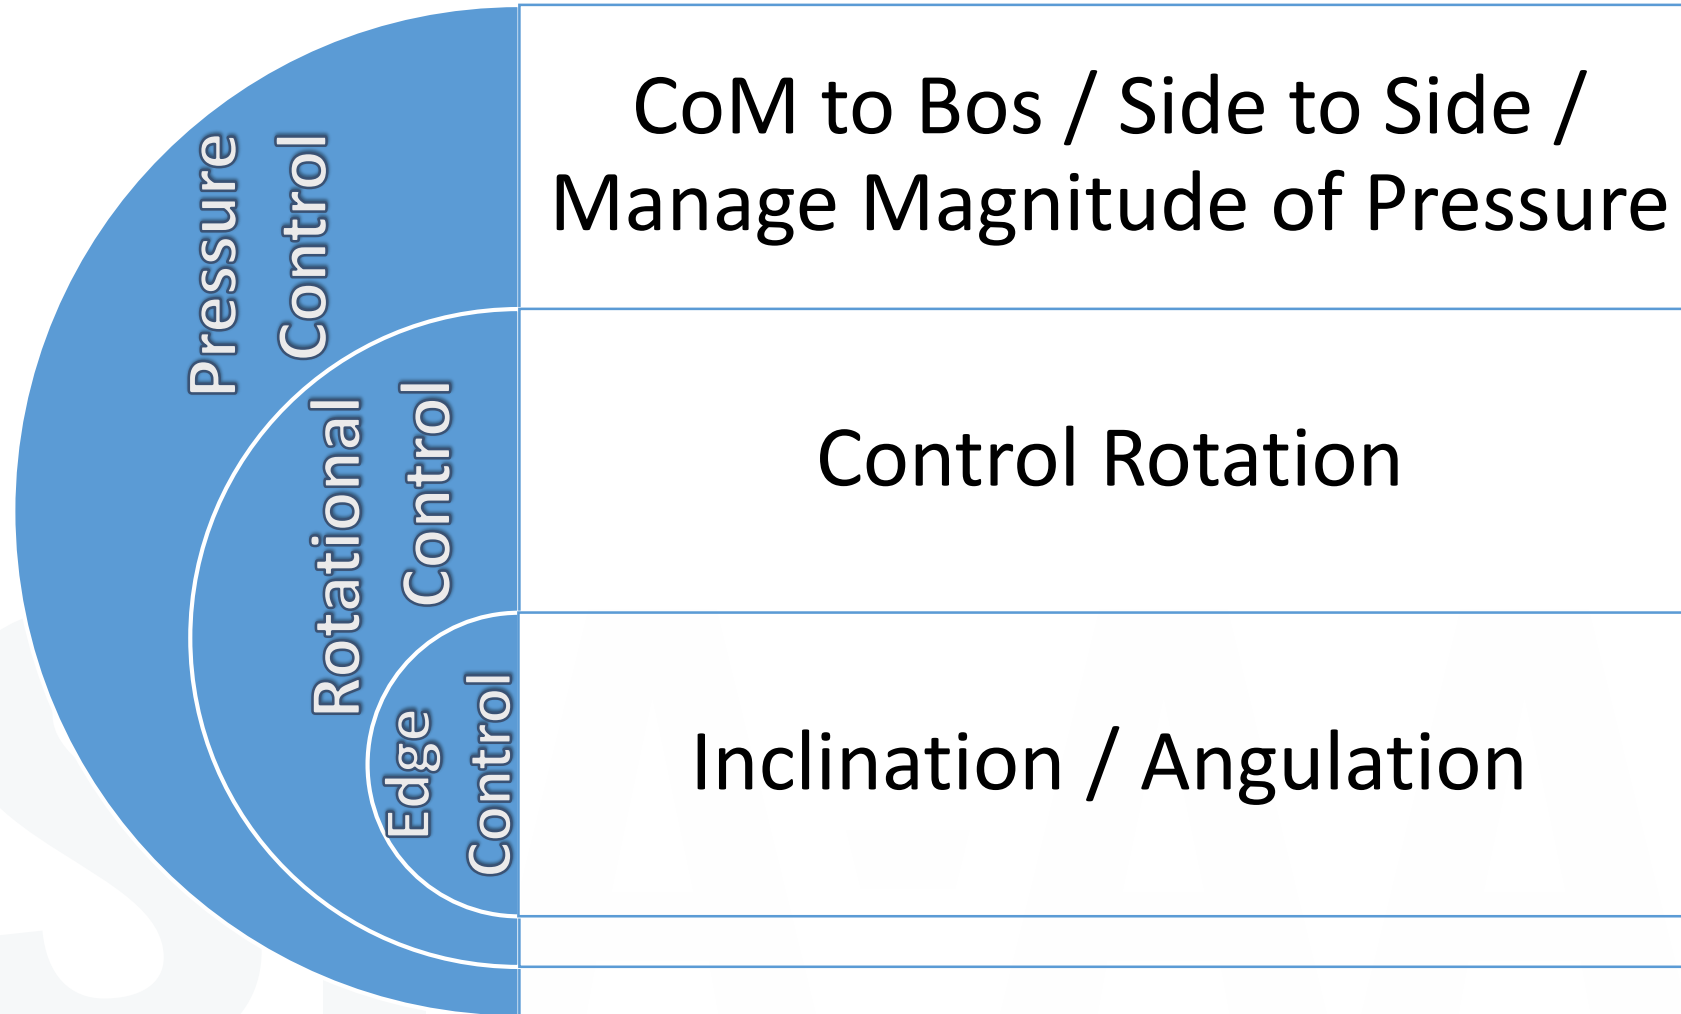 Pressure
Control
CoM to Bos / Side to Side /
Manage Magnitude of Pressure
Rotational
Control
Control Rotation
Edge
Control
Inclination / Angulation